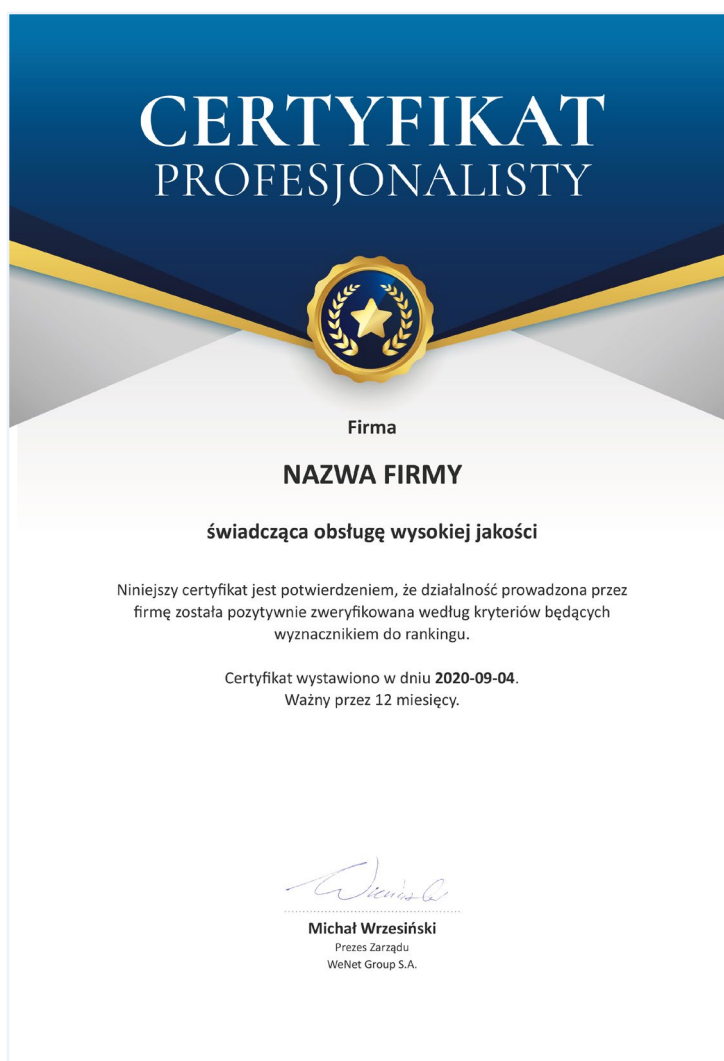 CERTYFIKAT
PROFESJONALISTY
Firma
NAZWA FIRMY
świadcząca obsługę wysokiej jakości
Niniejszy certyfikat jest potwierdzeniem, że działalność prowadzona przez
firmę została pozytywnie zweryfikowana według kryteriów będących
wyznacznikiem do rankingu.
Certyfikat wystawiono w dniu 2020-09-04.
Ważny przez 12 miesięcy.
Michał Wrzesiński
Prezes Zarządu
WeNet Group S.A.